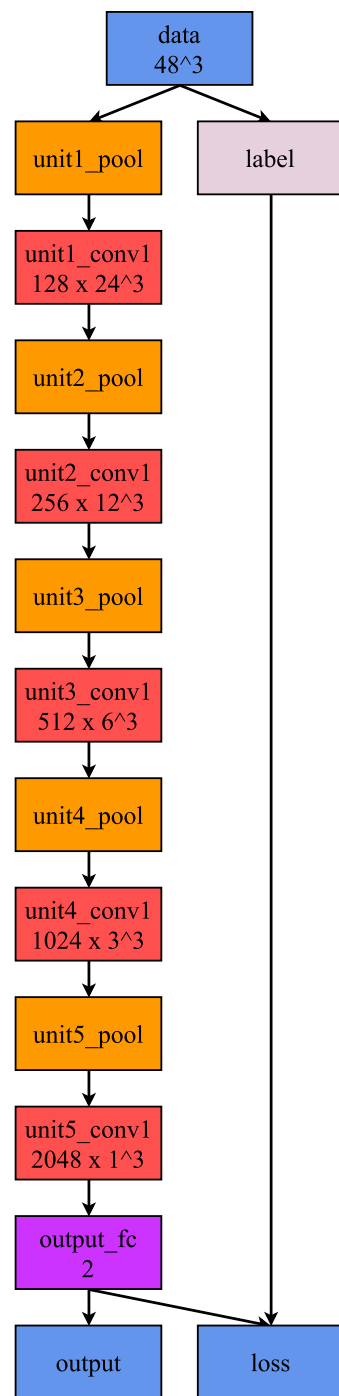 data
48^3
unit1_pool
label
unit1_conv1
128 x 24^3
unit2_pool
unit2_conv1
256 x 12^3
unit3_pool
unit3_conv1
512 x 6^3
unit4_pool
unit4_conv1
1024 x 3^3
unit5_pool
unit5_conv1
2048 x 1^3
output_fc
2
output
loss